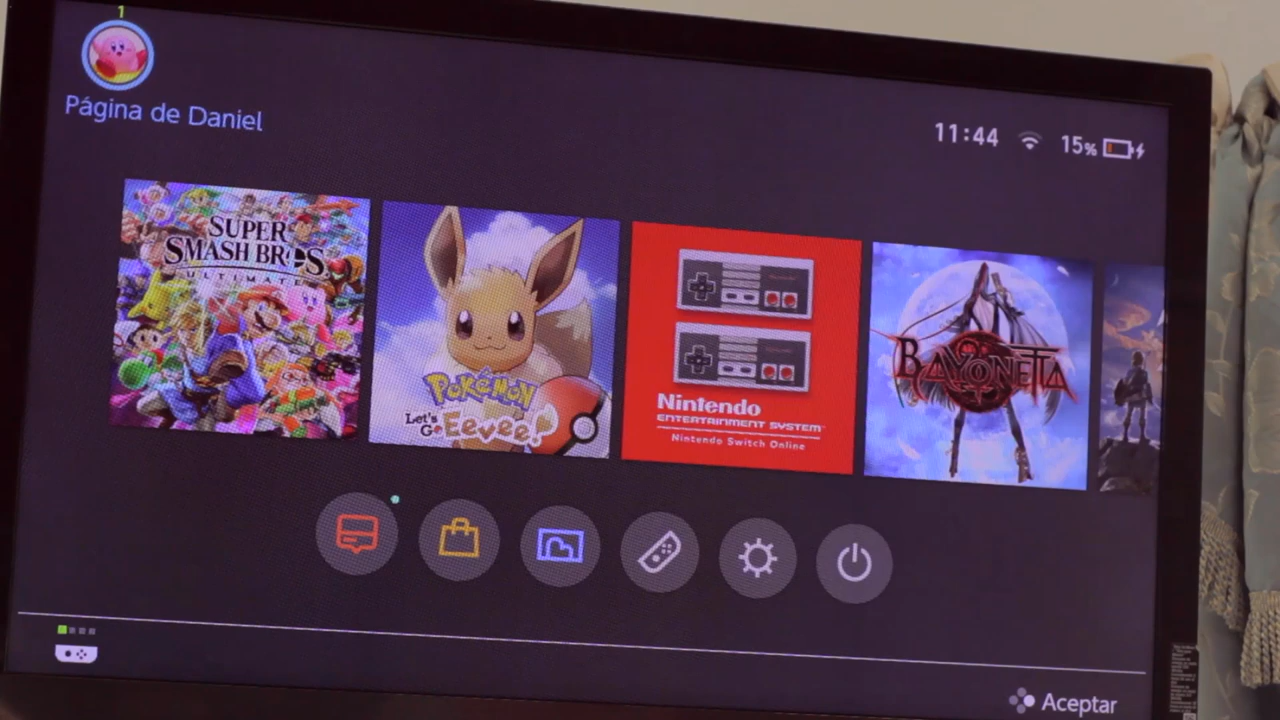 1
Página de Daniel
11:44
15%
SUPER
SMASH BROS.
ULTIMATE
POKÉMON
Let's
Go Eevee!
Nintendo
ENTERTAINMENT SYSTEM™
Nintendo Switch Online
BAYONETTA
Aceptar